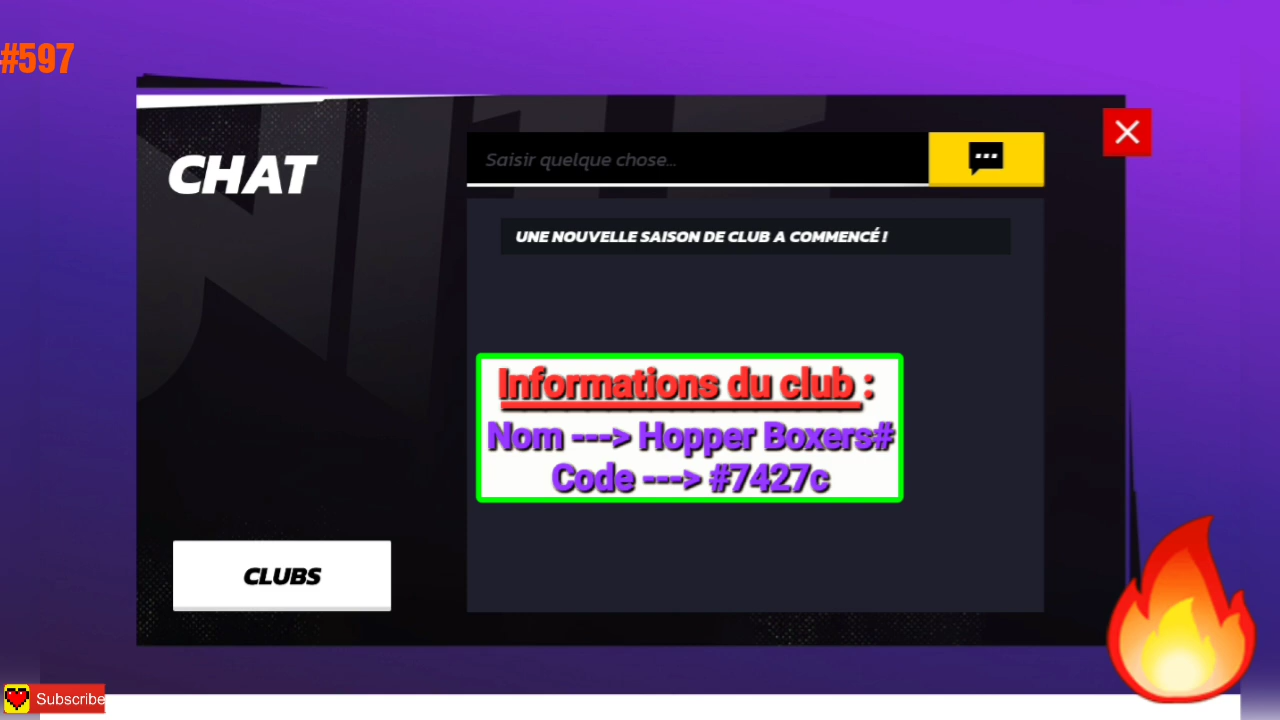 #597
CHAT
Saisir quelque chose...
UNE NOUVELLE SAISON DE CLUB A COMMENCÉ !
Informations du club :
Nom ---> Hopper Boxers#
Code ---> #7427c
CLUBS
Subscribe